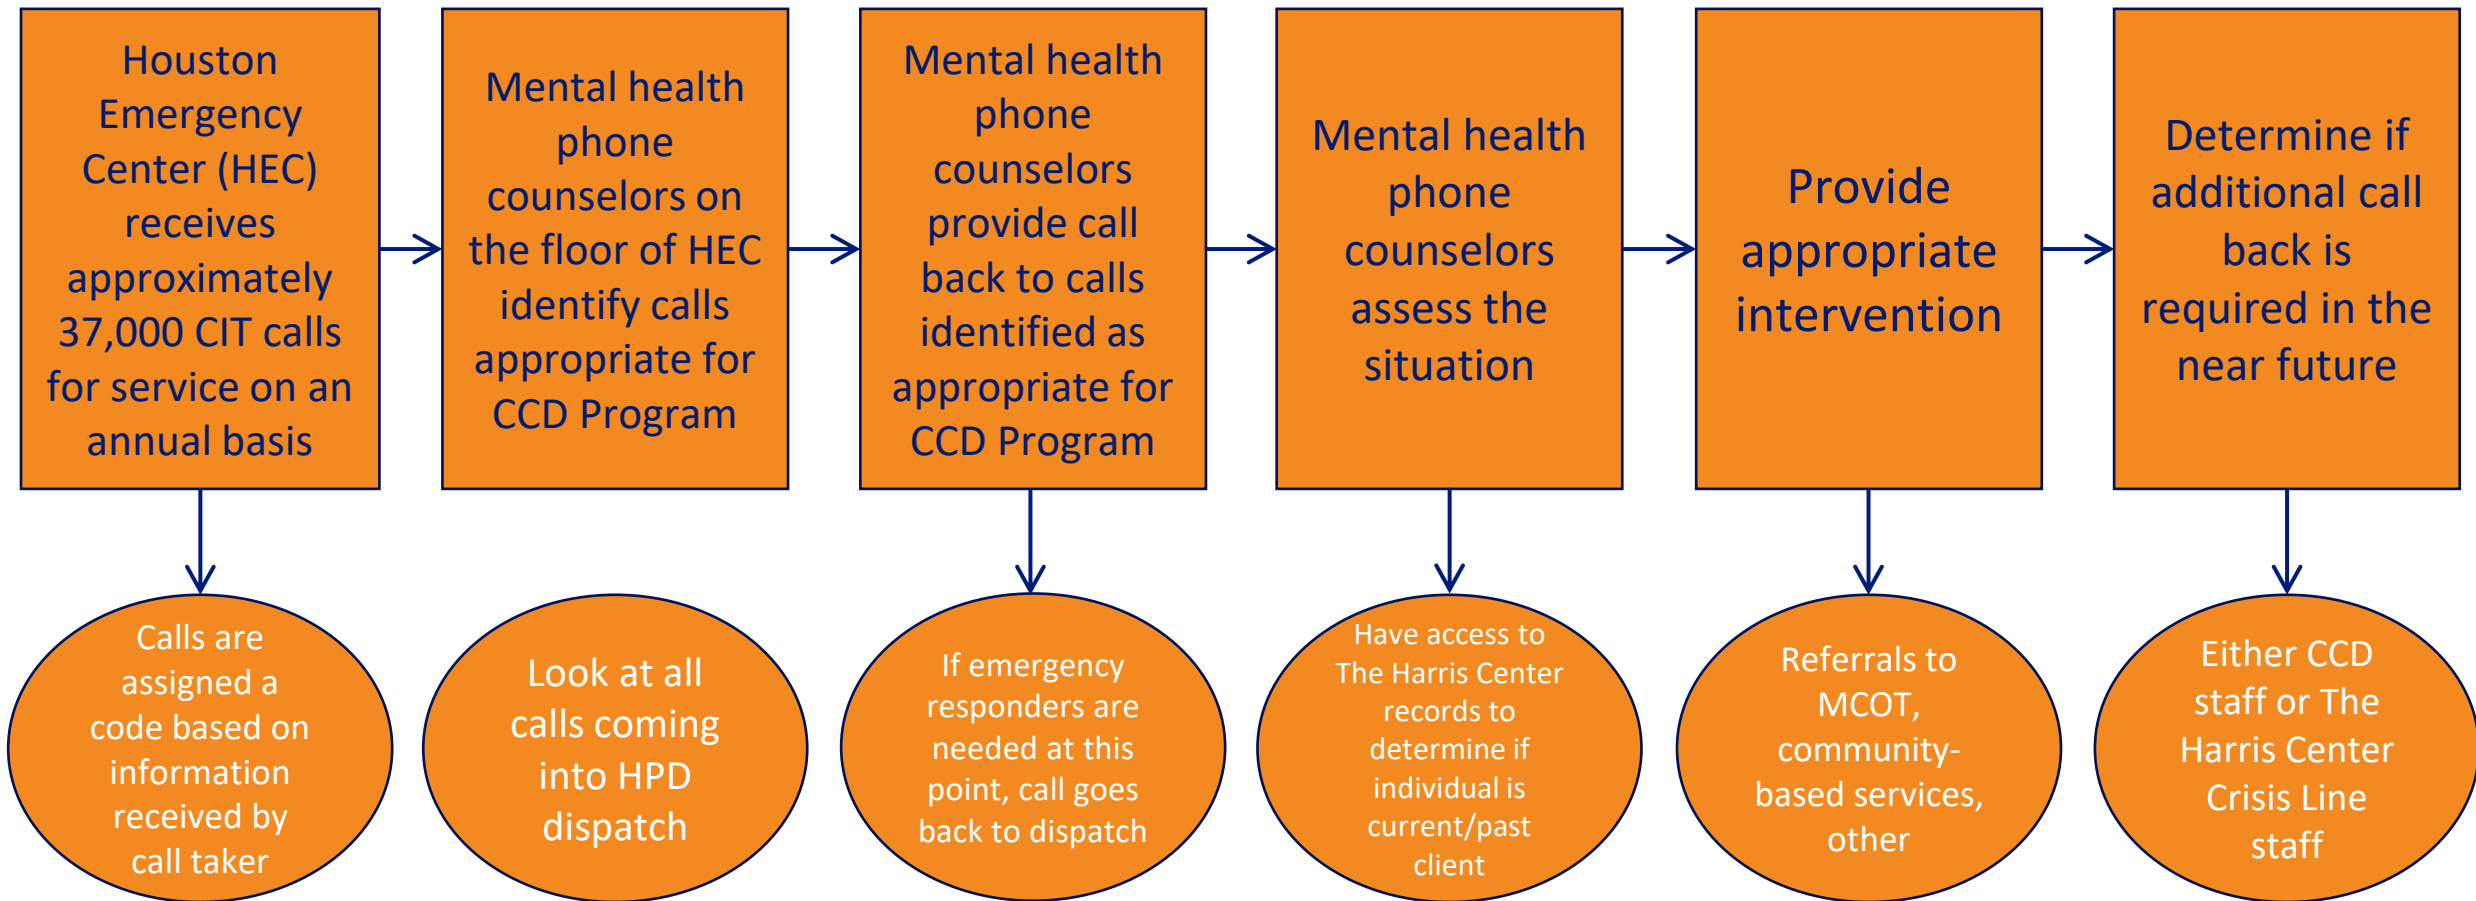 Houston
Emergency
Center (HEC)
receives
approximately
37,000 CIT calls
for service on an
annual basis
Mental health
phone
counselors on
the floor of HEC
identify calls
appropriate for
CCD Program
Mental health
phone
counselors
provide call
back to calls
identified as
appropriate for
CCD Program
Mental health
phone
counselors
assess the
situation
Provide
appropriate
intervention
Determine if
additional call
back is
required in the
near future
Calls are
assigned a
code based on
information
received by
call taker
Look at all
calls coming
into HPD
dispatch
If emergency
responders are
needed at this
point, call goes
back to dispatch
Have access to
The Harris Center
records to
determine if
individual is
current/past
client
Referrals to
MCOT,
community-
based services,
other
Either CCD
staff or The
Harris Center
Crisis Line
staff